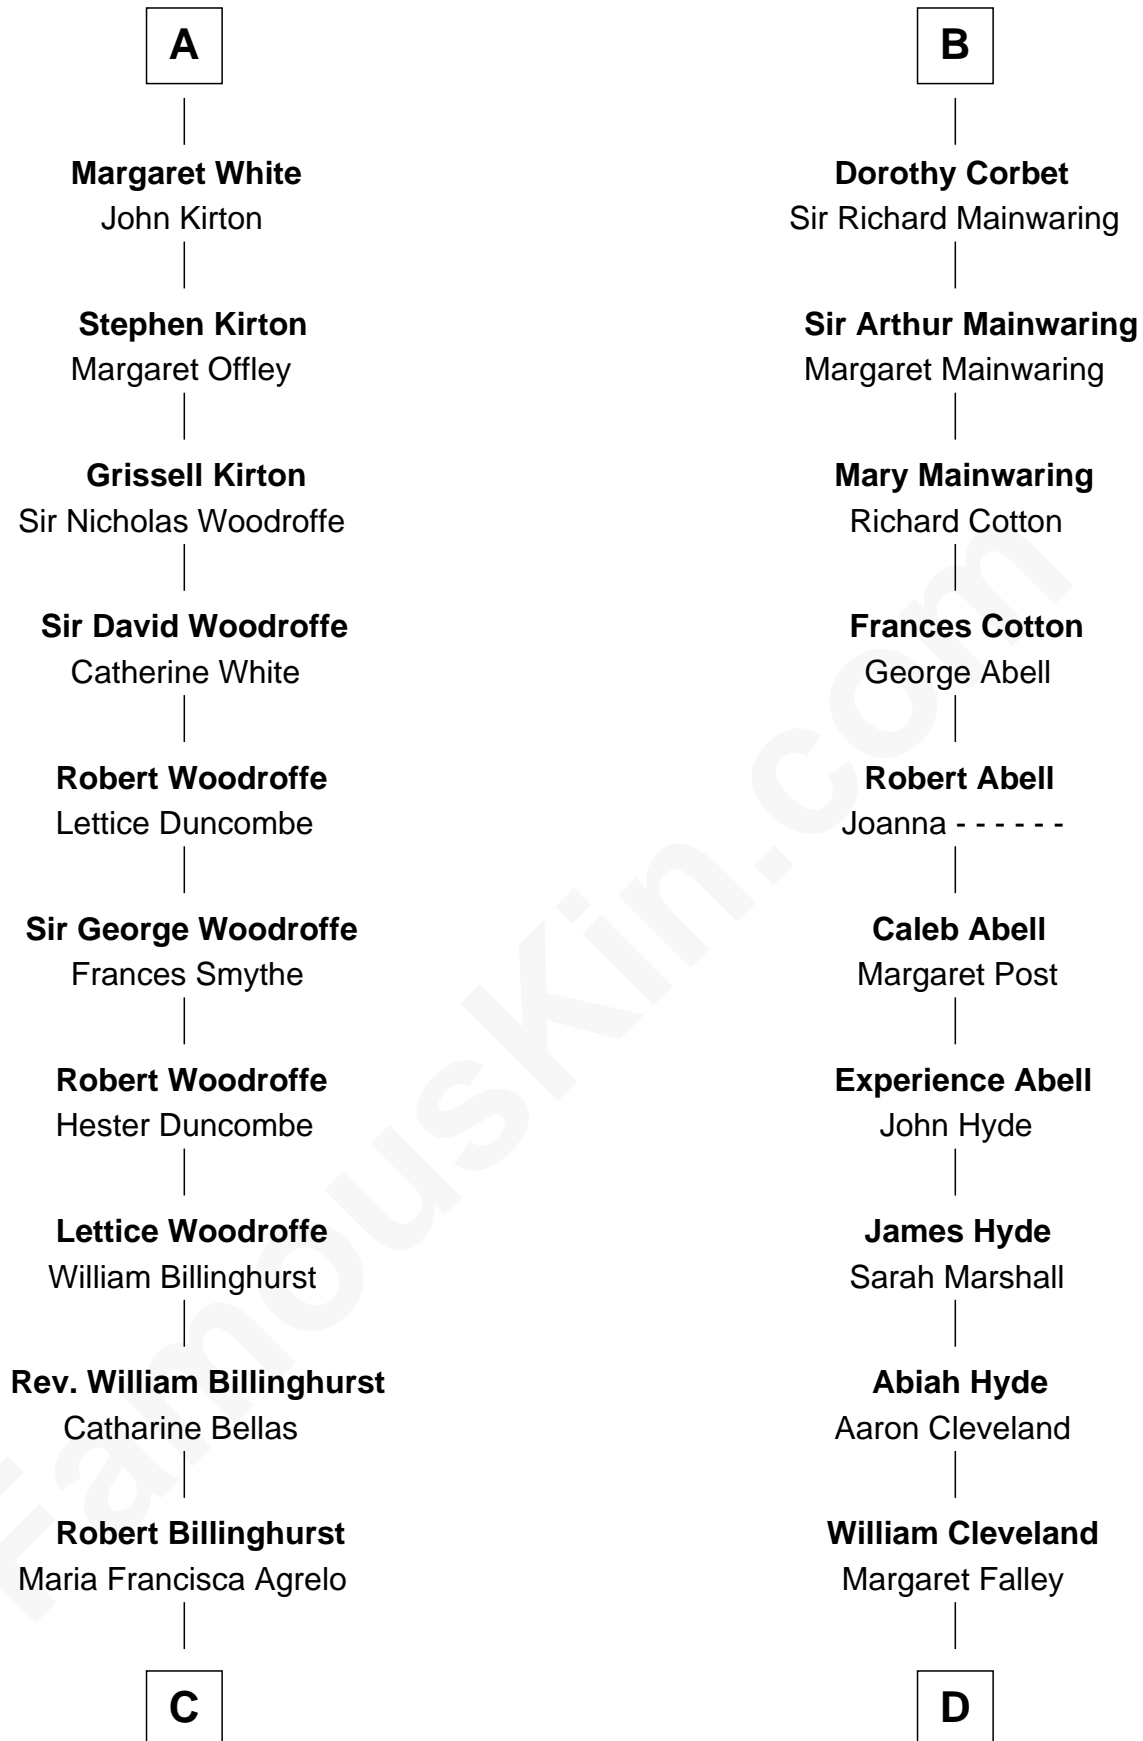 A
Margaret White
John Kirton
Stephen Kirton
Margaret Offley
Grissell Kirton
Sir Nicholas Woodroffe
Sir David Woodroffe
Catherine White
Robert Woodroffe
Lettice Duncombe
Sir George Woodroffe
Frances Smythe
Robert Woodroffe
Hester Duncombe
Lettice Woodroffe
William Billinghurst
Rev. William Billinghurst
Catharine Bellas
Robert Billinghurst
Maria Francisca Agrelo
C
B
Dorothy Corbet
Sir Richard Mainwaring
Sir Arthur Mainwaring
Margaret Mainwaring
Mary Mainwaring
Richard Cotton
Frances Cotton
George Abell
Robert Abell
Joanna - - - - - -
Caleb Abell
Margaret Post
Experience Abell
John Hyde
James Hyde
Sarah Marshall
Abiah Hyde
Aaron Cleveland
William Cleveland
Margaret Falley
D
FamousKin.com